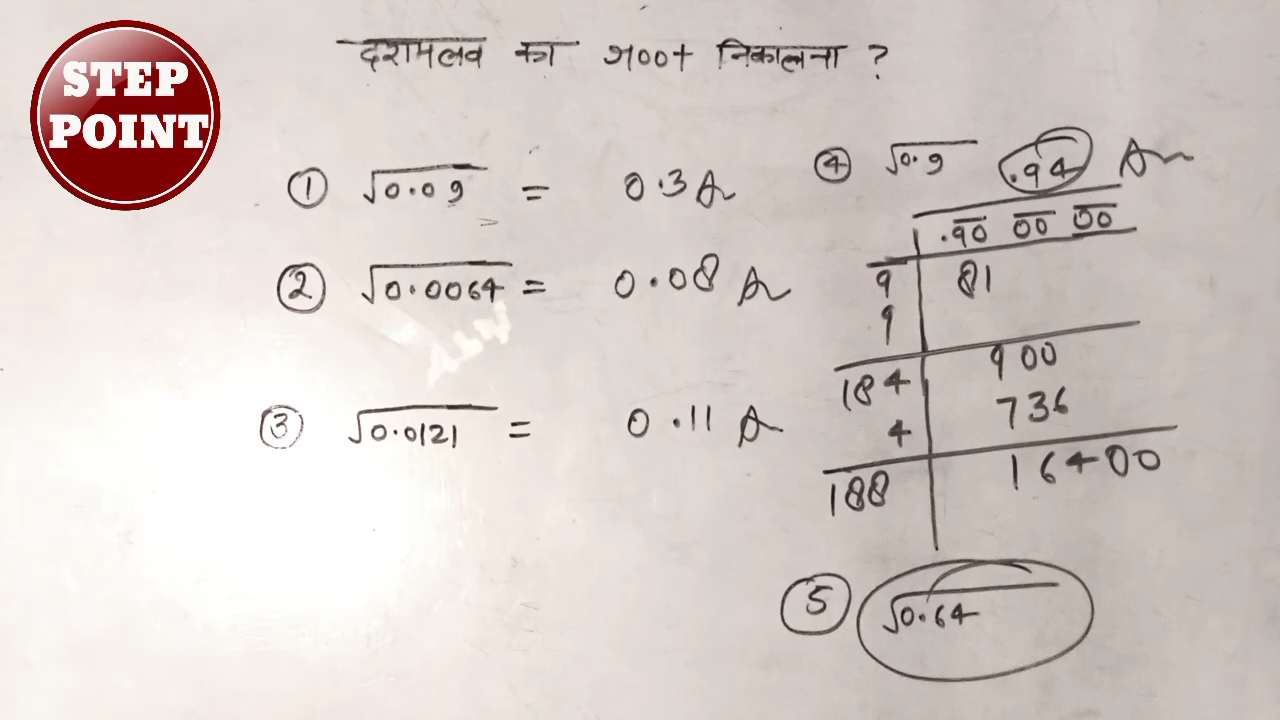 STEP
POINT
दशमलव का रूoot निकालना ?
① √0.09 = 0.3 A
② √0.0064 = 0.08 A
③ √0.0121 = 0.11 A
④ √0.9 .94 A
.90 00 00
9 81
9
184 900
4 736
188 16400
⑤ √0.64